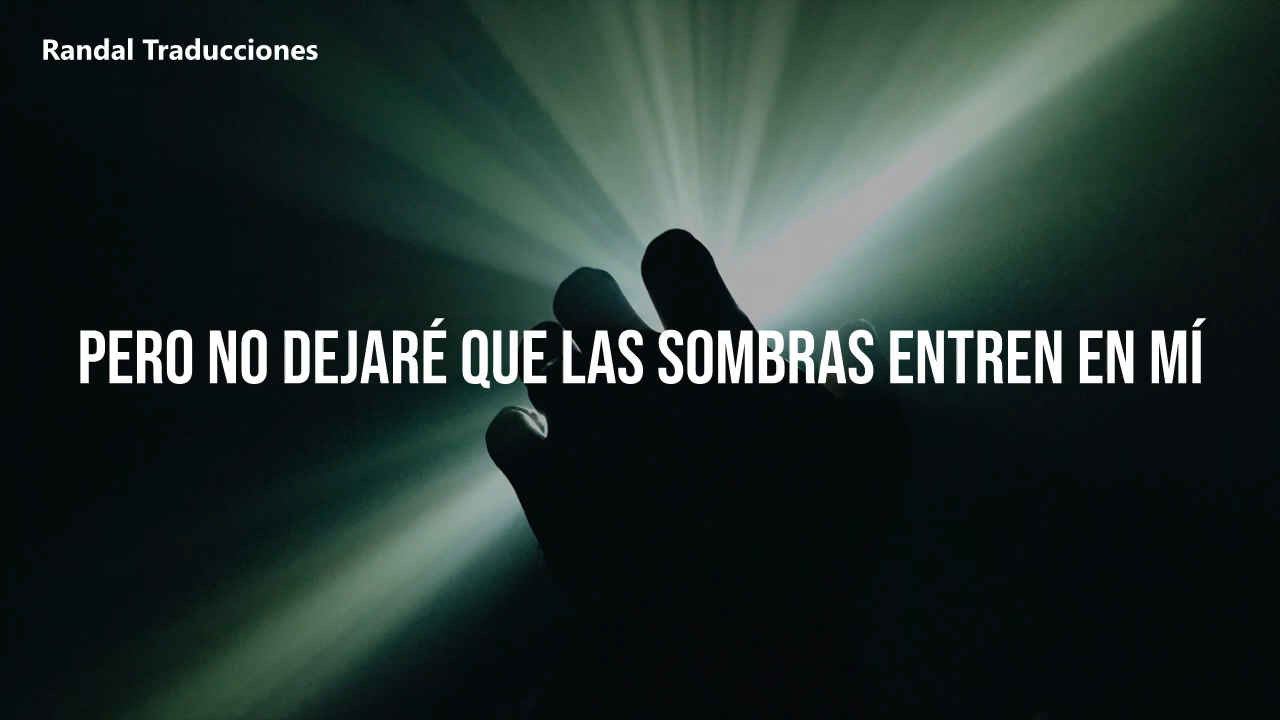 Randal Traducciones
PERO NO DEJARÉ QUE LAS SOMBRAS ENTREN EN MÍ